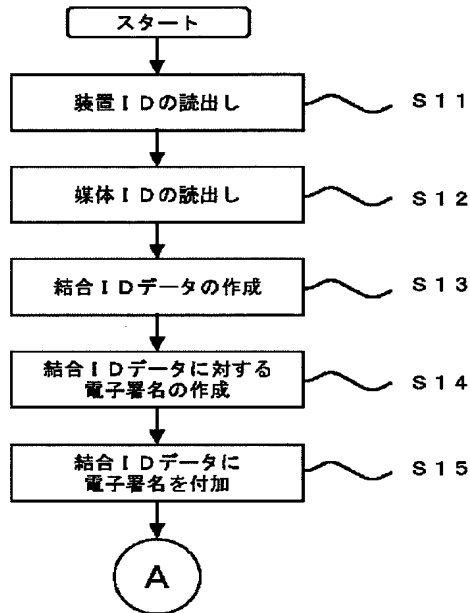 スタート
装置ＩＤの読出し
Ｓ１１
媒体ＩＤの読出し
Ｓ１２
結合ＩＤデータの作成
Ｓ１３
結合ＩＤデータに対する
電子署名の作成
Ｓ１４
結合ＩＤデータに
電子署名を付加
Ｓ１５
A